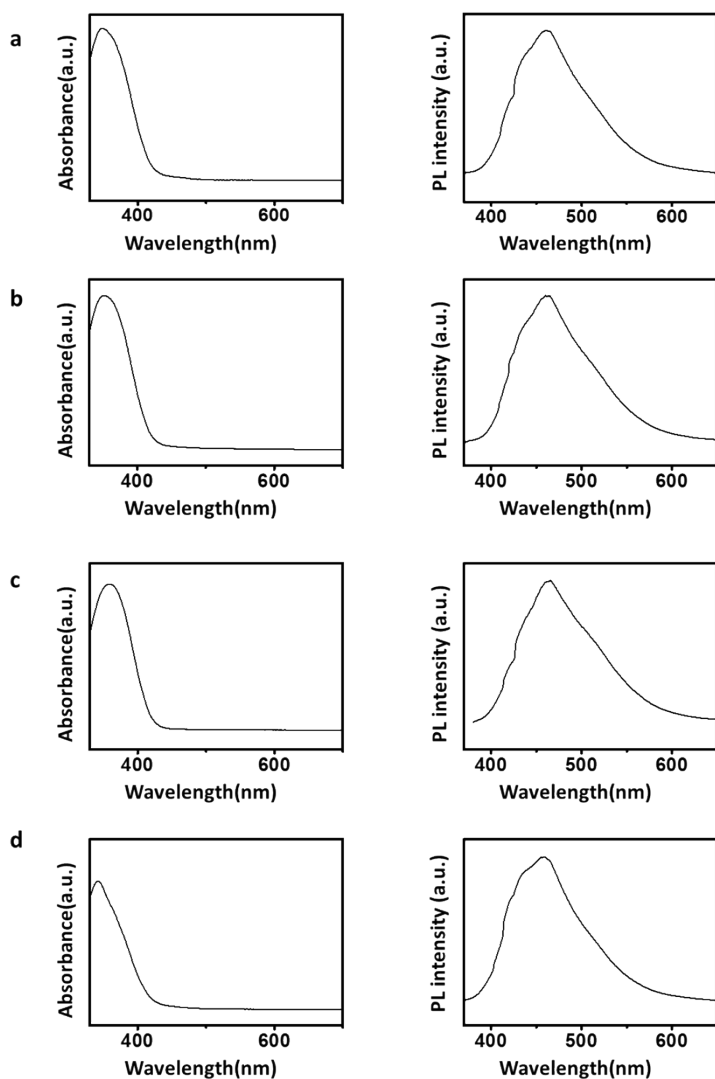 a
Absorbance(a.u.)
400 600
Wavelength(nm)
PL intensity (a.u.)
400 500 600
Wavelength(nm)
b
Absorbance(a.u.)
400 600
Wavelength(nm)
PL intensity (a.u.)
400 500 600
Wavelength(nm)
c
Absorbance(a.u.)
400 600
Wavelength(nm)
PL intensity (a.u.)
400 500 600
Wavelength(nm)
d
Absorbance(a.u.)
400 600
Wavelength(nm)
PL intensity (a.u.)
400 500 600
Wavelength(nm)